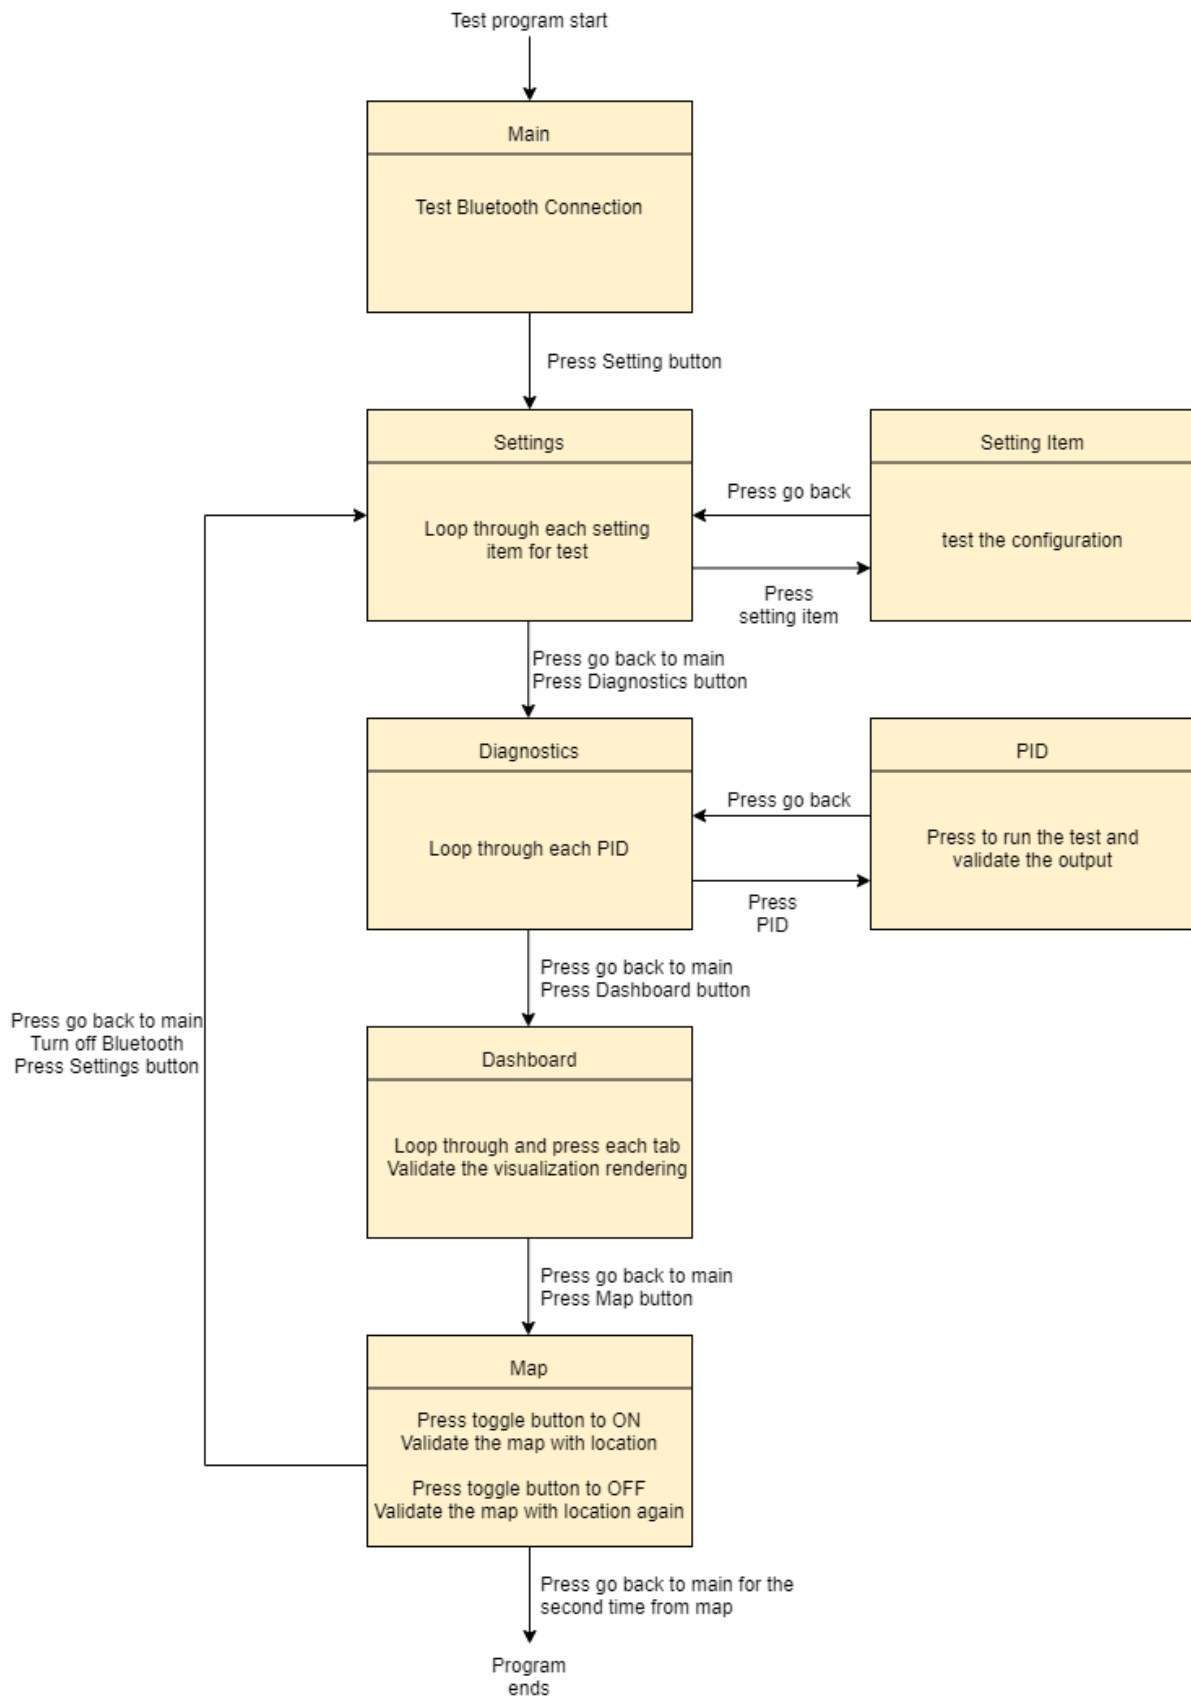 Test program start
Main
Test Bluetooth Connection
Press Setting button
Settings
Loop through each setting
item for test
Press go back
Press
setting item
Setting Item
test the configuration
Press go back to main
Press Diagnostics button
Diagnostics
Loop through each PID
Press go back
Press
PID
PID
Press to run the test and
validate the output
Press go back to main
Press Dashboard button
Press go back to main
Turn off Bluetooth
Press Settings button
Dashboard
Loop through and press each tab
Validate the visualization rendering
Press go back to main
Press Map button
Map
Press toggle button to ON
Validate the map with location
Press toggle button to OFF
Validate the map with location again
Press go back to main for the
second time from map
Program
ends